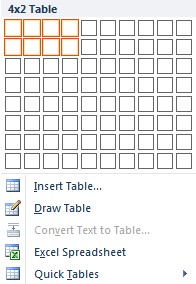 4x2 Table
Insert Table...
Draw Table
Convert Text to Table...
Excel Spreadsheet
Quick Tables